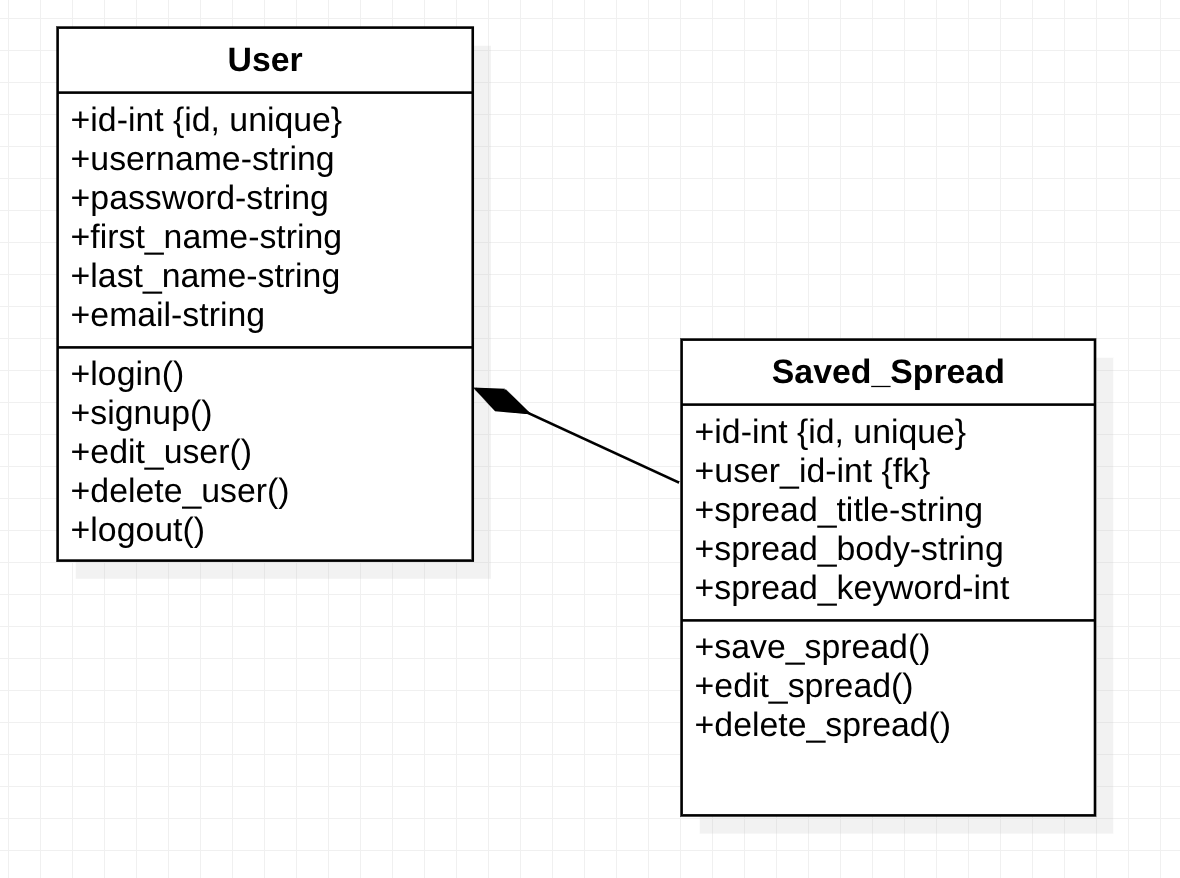 User
+id-int {id, unique}
+username-string
+password-string
+first_name-string
+last_name-string
+email-string
+login()
+signup()
+edit_user()
+delete_user()
+logout()
Saved_Spread
+id-int {id, unique}
+user_id-int {fk}
+spread_title-string
+spread_body-string
+spread_keyword-int
+save_spread()
+edit_spread()
+delete_spread()